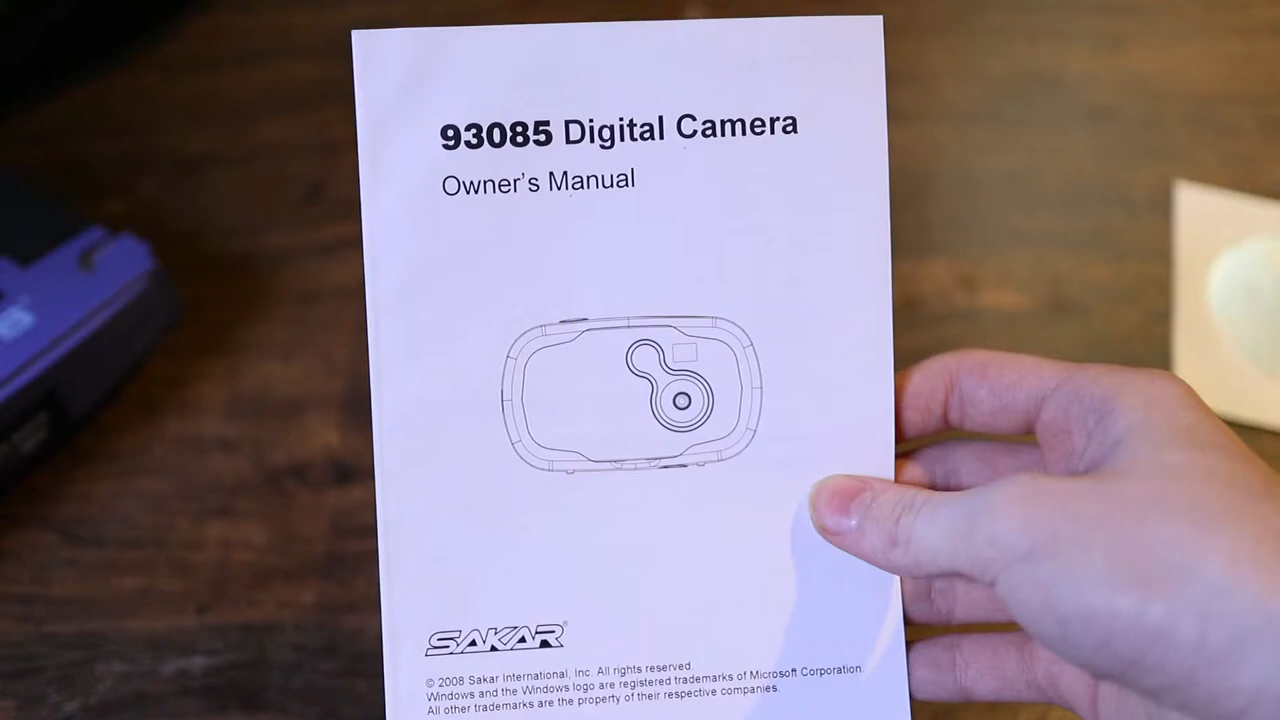 93085 Digital Camera
Owner's Manual
SAKAR®
© 2008 Sakar International, Inc. All rights reserved.
Windows and the Windows logo are registered trademarks of Microsoft Corporation.
All other trademarks are the property of their respective companies.